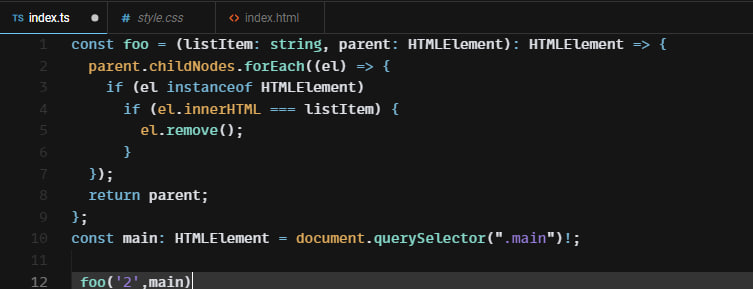 TS index.ts ● # style.css <> index.html
1 const foo = (listItem: string, parent: HTMLElement): HTMLElement => {
2   parent.childNodes.forEach((el) => {
3     if (el instanceof HTMLElement)
4       if (el.innerHTML === listItem) {
5         el.remove();
6       }
7   });
8   return parent;
9 };
10 const main: HTMLElement = document.querySelector(".main")!;
11
12  foo('2',main)